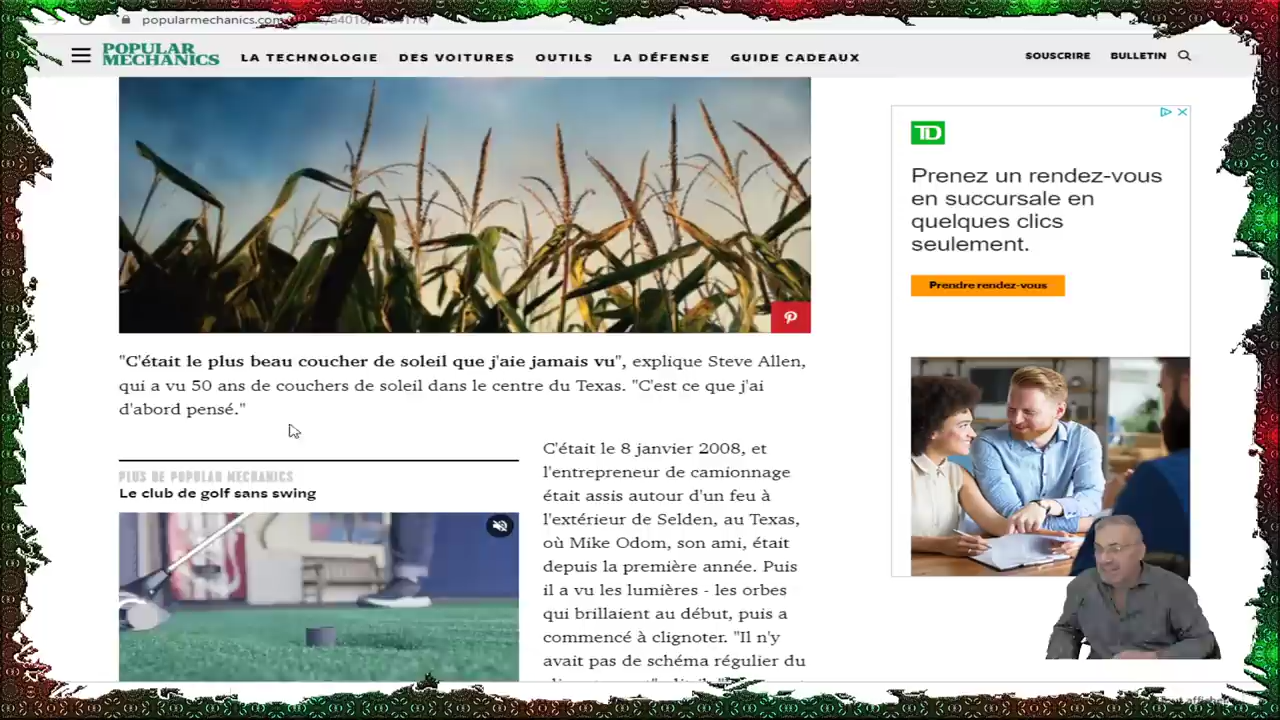 popularmechanics.com
POPULAR
MECHANICS
LA TECHNOLOGIE DES VOITURES OUTILS LA DÉFENSE GUIDE CADEAUX
SOUSCRIRE BULLETIN
"C'était le plus beau coucher de soleil que j'aie jamais vu", explique Steve Allen,
qui a vu 50 ans de couchers de soleil dans le centre du Texas. "C'est ce que j'ai
d'abord pensé."
PLUS DE POPULAR MECHANICS
Le club de golf sans swing
C'était le 8 janvier 2008, et
l'entrepreneur de camionnage
était assis autour d'un feu à
l'extérieur de Selden, au Texas,
où Mike Odom, son ami, était
depuis la première année. Puis
il a vu les lumières - les orbes
qui brillaient au début, puis a
commencé à clignoter. "Il n'y
avait pas de schéma régulier du
TD
Prenez un rendez-vous
en succursale en
quelques clics
seulement.
Prendre rendez-vous